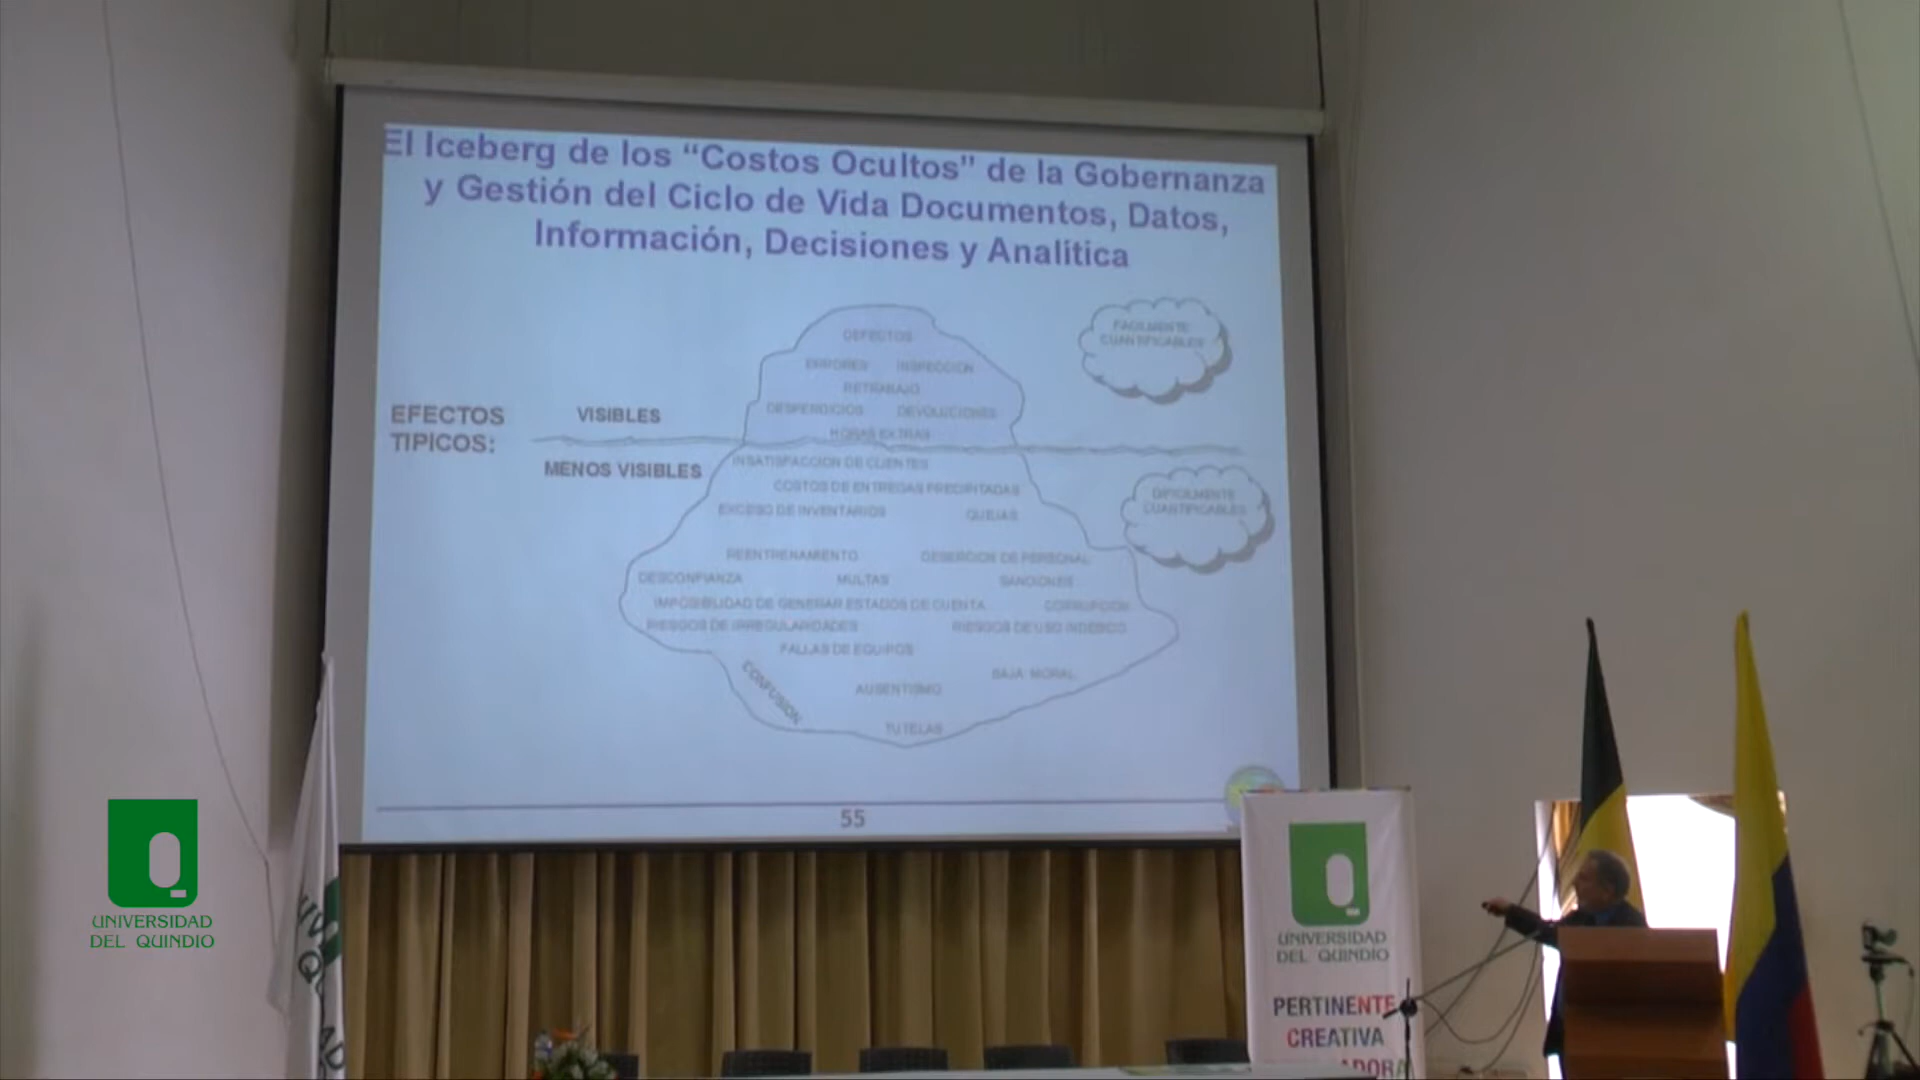 El Iceberg de los “Costos Ocultos” de la Gobernanza
y Gestión del Ciclo de Vida Documentos, Datos,
Información, Decisiones y Analítica
DEFECTOS
ERRORES INSPECCION
RETRABAJO
DESPERDICIOS DEVOLUCIONES
HORAS EXTRAS
FACILMENTE
CUANTIFICABLES
EFECTOS
TIPICOS:
VISIBLES
MENOS VISIBLES
INSATISFACCION DE CLIENTES
COSTOS DE ENTREGAS PRECIPITADAS
EXCESO DE INVENTARIOS QUEJAS
DIFICILMENTE
CUANTIFICABLES
REENTRENAMIENTO DESERCION DE PERSONAL
DESCONFIANZA MULTAS SANCIONES
DE GENERAR ESTADOS DE CUENTA CORRUPCION
RIESGOS DE IRREGULARIDADES RIESGOS DE USO INDEBIDO
FALLAS DE EQUIPOS
BAJA MORAL
CONFUSION
AUSENTISMO
TUTELAS
55
UNIVERSIDAD
DEL QUINDIO
UNIVERSIDAD
DEL QUINDIO
PERTINENTE
CREATIVA